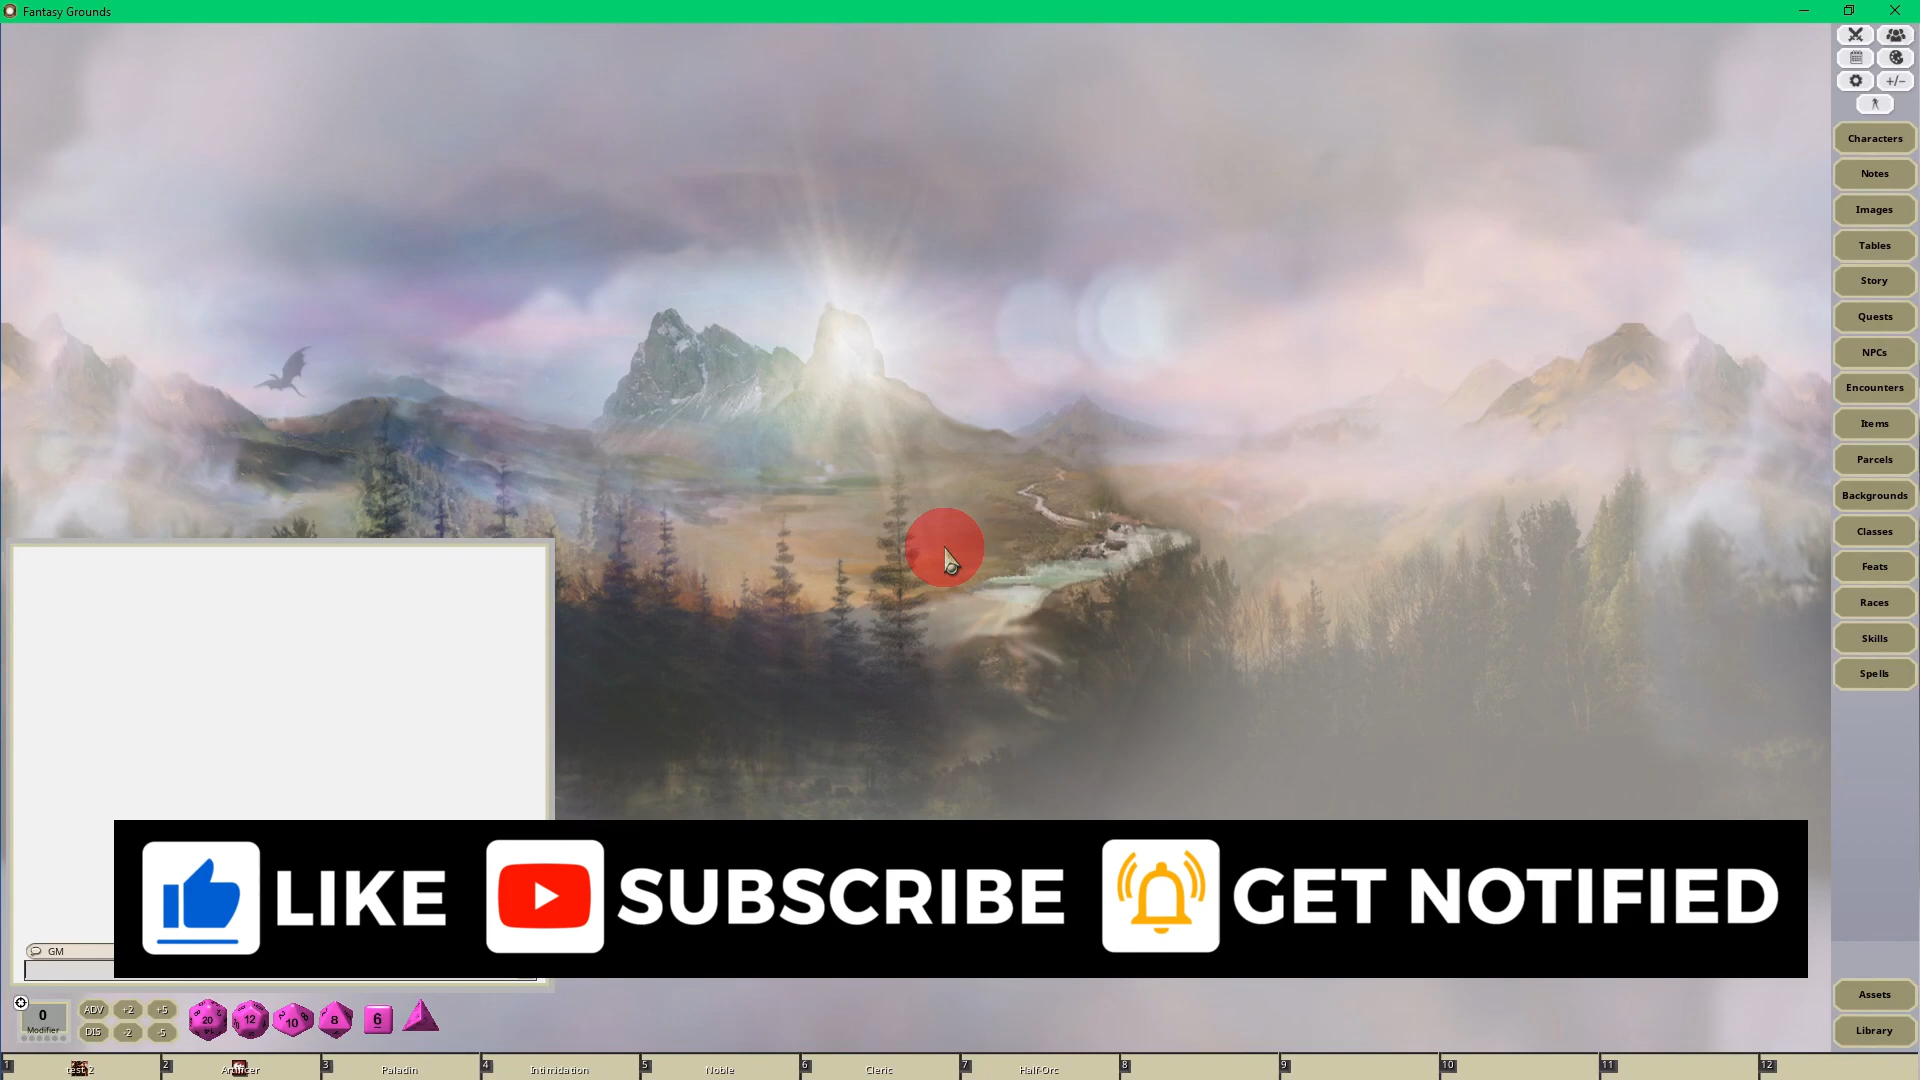 Fantasy Grounds
+/-
Characters
Notes
Images
Tables
Story
Quests
NPCs
Encounters
Items
Parcels
Backgrounds
Classes
Feats
Races
Skills
Spells
LIKE SUBSCRIBE GET NOTIFIED
GM
0
Modifier
ADV +2 +5
DIS -2 -5
20 12 10 8 6
Assets
Library
1 test 2 2 Artificer 3 Paladin 4 Intimidation 5 Noble 6 Cleric 7 Half-Orc 8 9 10 11 12